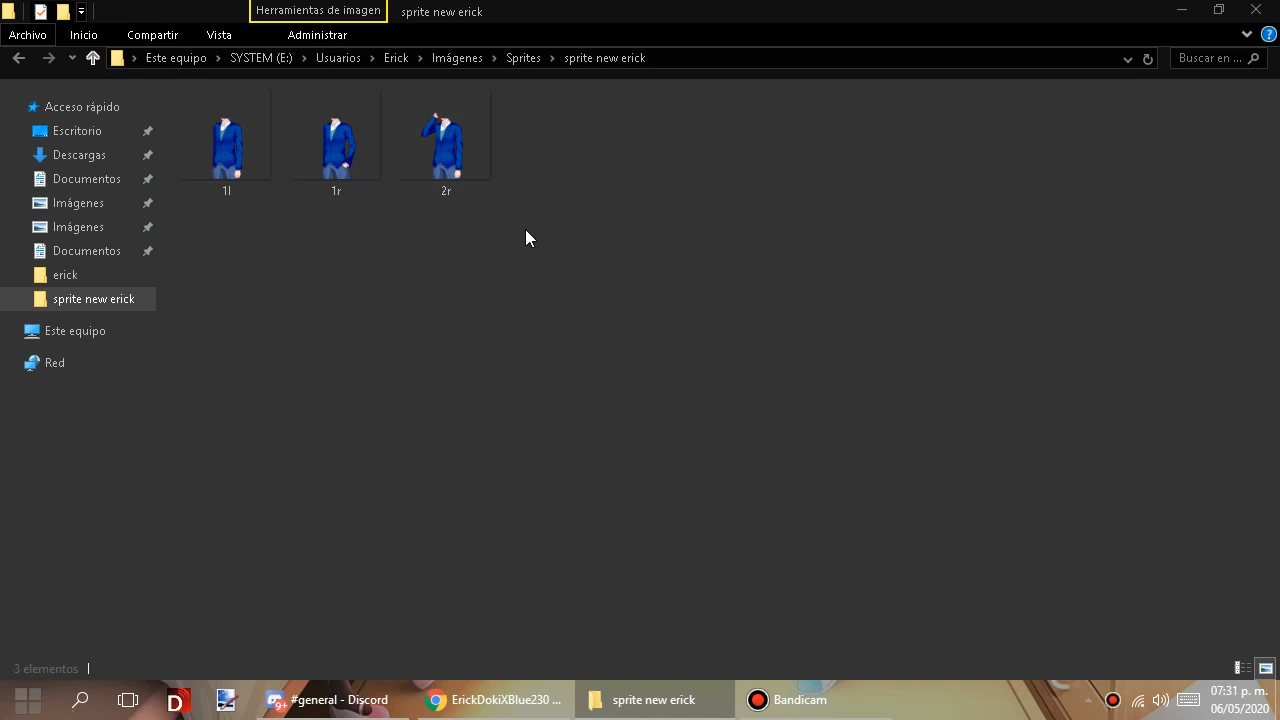 Herramientas de imagen
sprite new erick
Archivo Inicio Compartir Vista Administrar
Este equipo SYSTEM (E:) Usuarios Erick Imágenes Sprites sprite new erick
Buscar en ...
Acceso rápido
Escritorio
Descargas
Documentos
Imágenes
Imágenes
Documentos
erick
sprite new erick
Este equipo
Red
1l
1r
2r
3 elementos
9+ #general - Discord
ErickDokiXBlue230 ...
sprite new erick
Bandicam
07:31 p. m.
06/05/2020